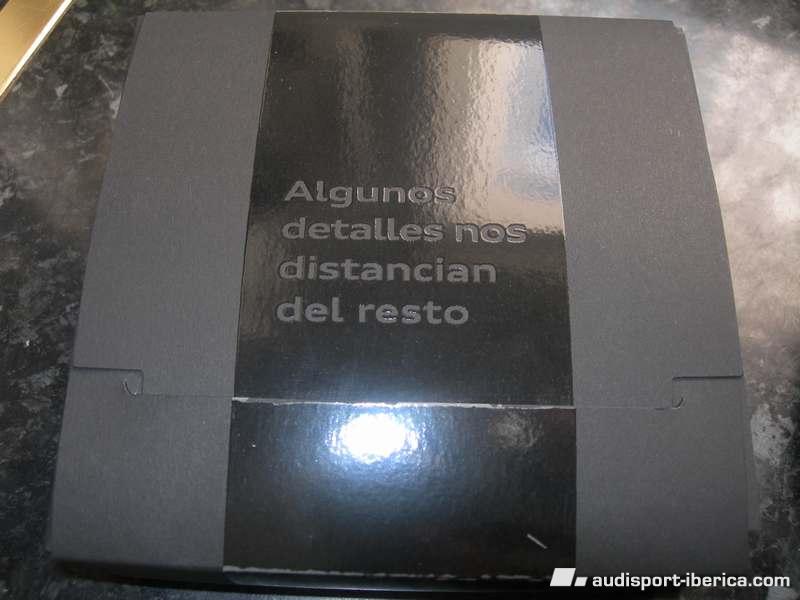 Algunos
detalles nos
distancian
del resto
audisport-iberica.com